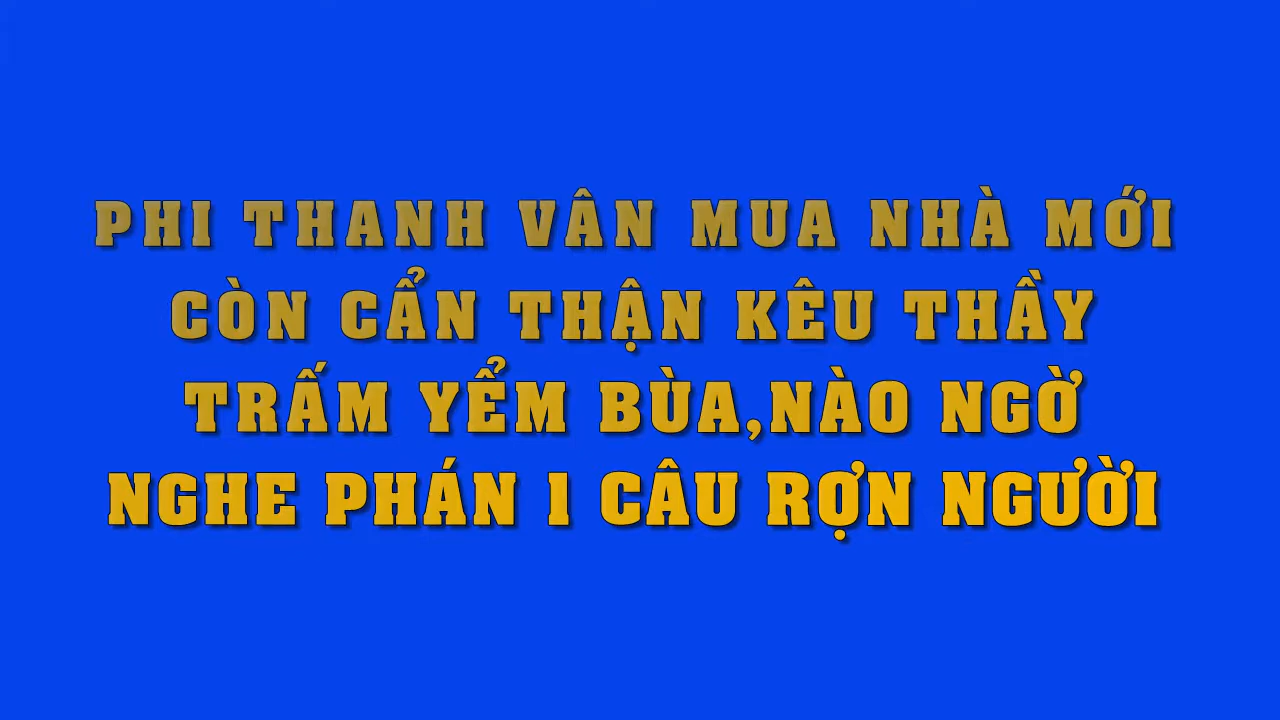 PHI THANH VÂN MUA NHÀ MỚI
CÒN CẨN THẬN KÊU THẦY
TRẤM YỂM BÙA,NÀO NGỜ
NGHE PHÁN 1 CÂU RỢN NGƯỜI